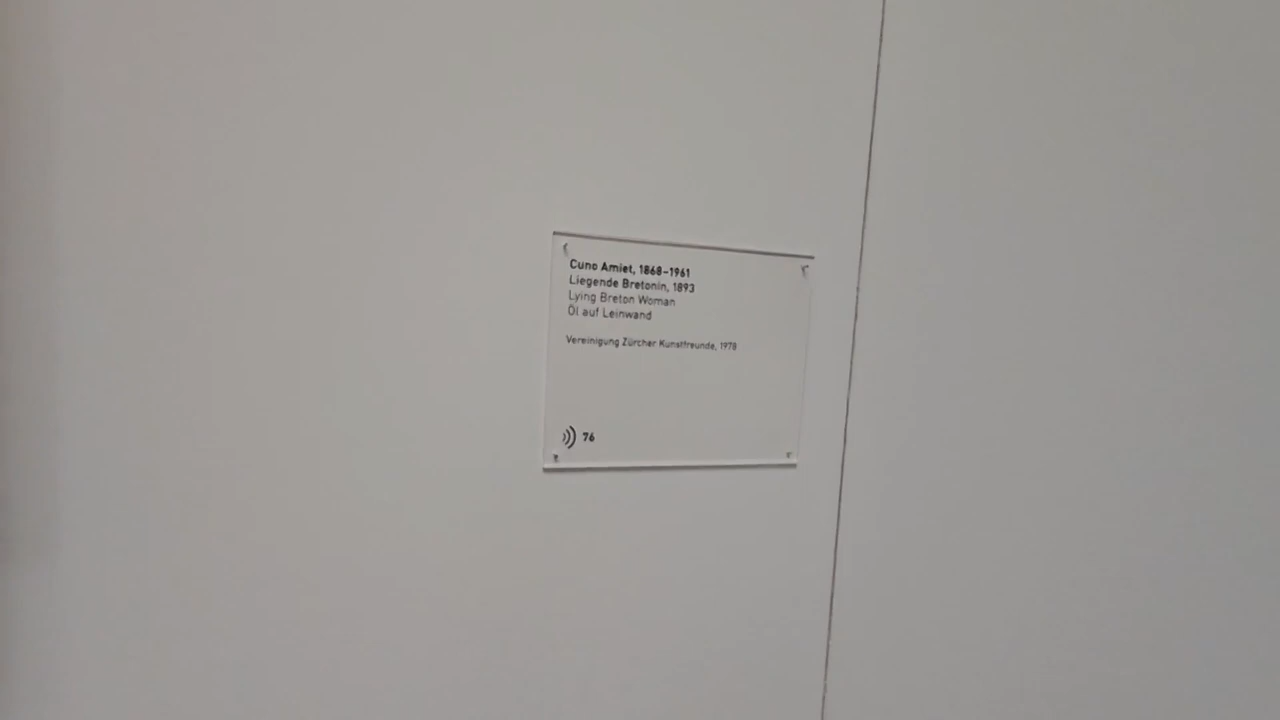 Cuno Amiet, 1868–1961
Liegende Bretonin, 1893
Lying Breton Woman
Öl auf Leinwand
Vereinigung Zürcher Kunstfreunde, 1978
76